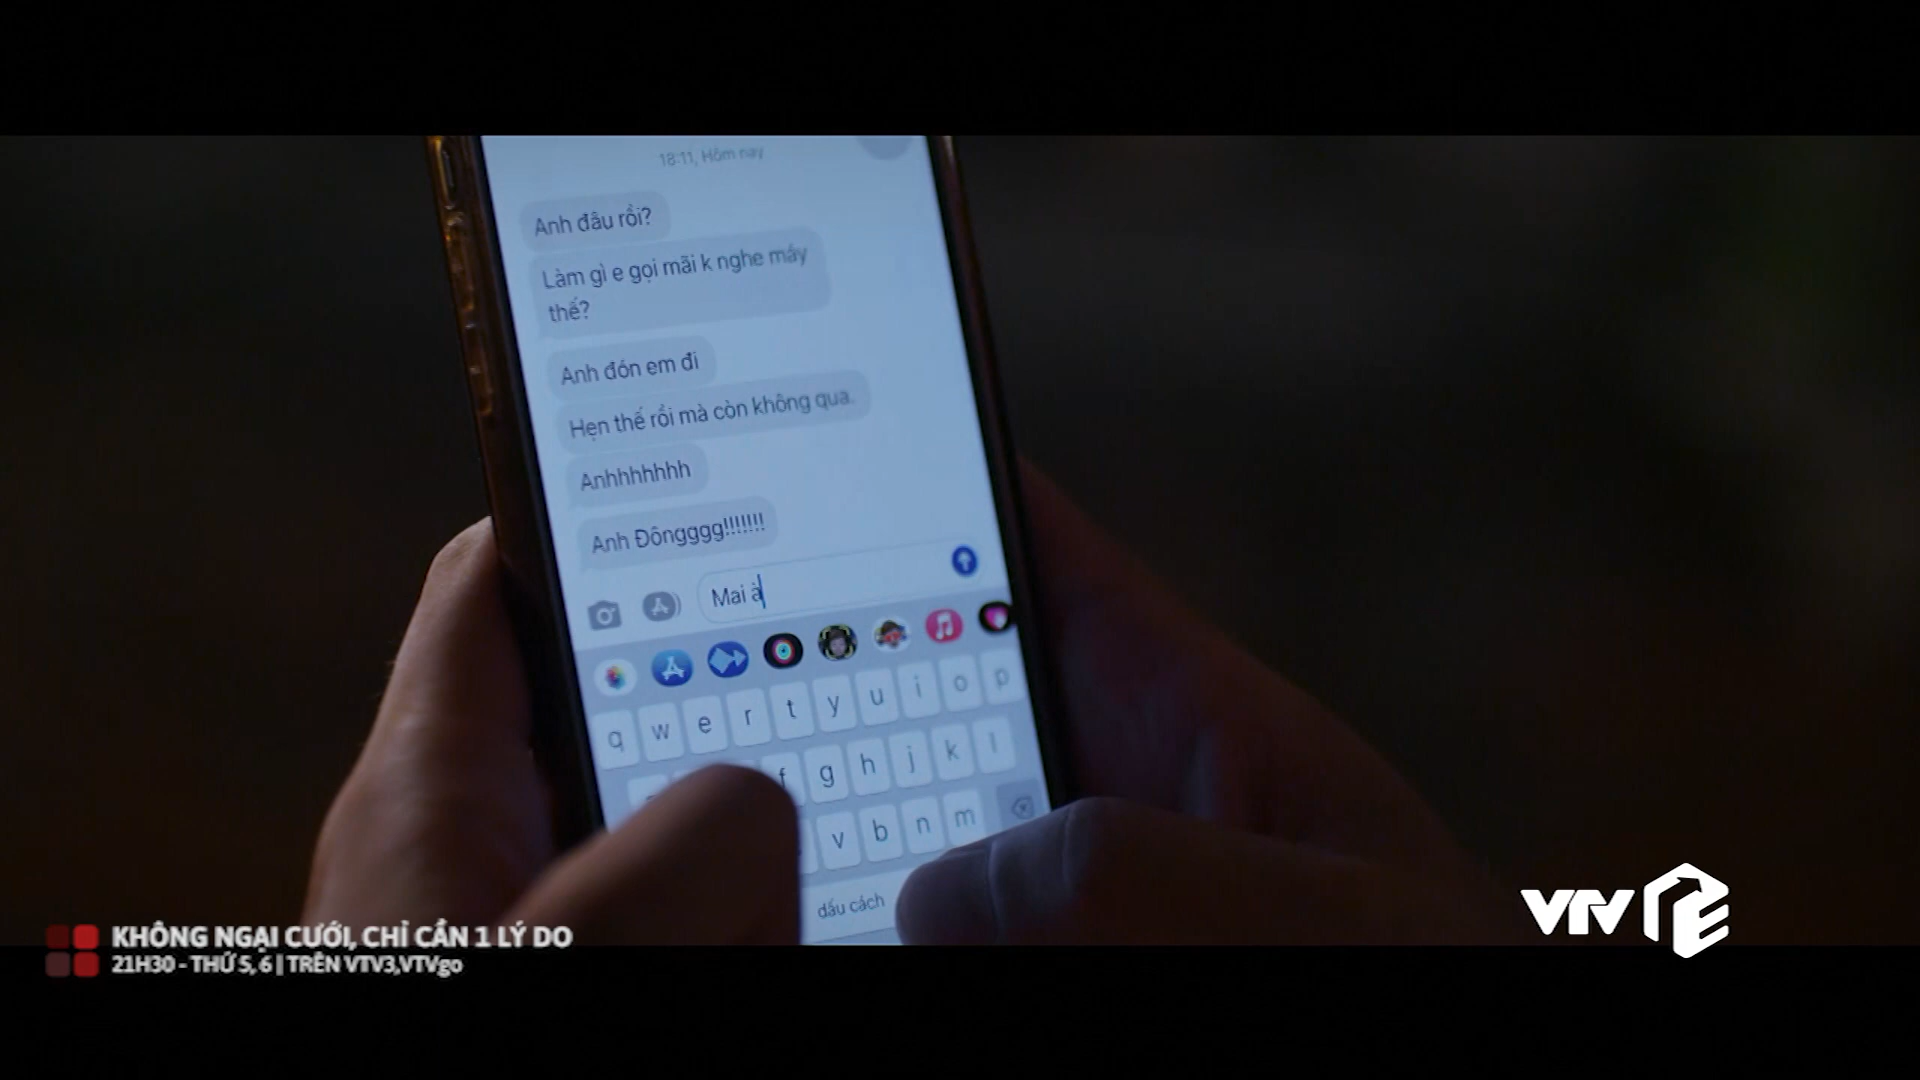 18:11, Hôm nay
Anh đâu rồi?
Làm gì e gọi mãi k nghe máy
thế?
Anh đón em đi
Hẹn thế rồi mà còn không qua.
Anhhhhhhh
Anh Đôngggg!!!!!!!
Mai à
q w e r t y u i o p
f g h j k l
v b n m
dấu cách
KHÔNG NGẠI CƯỚI, CHỈ CẦN 1 LÝ DO
21H30 - THỨ 5, 6 | TRÊN VTV3,VTVgo
VTV